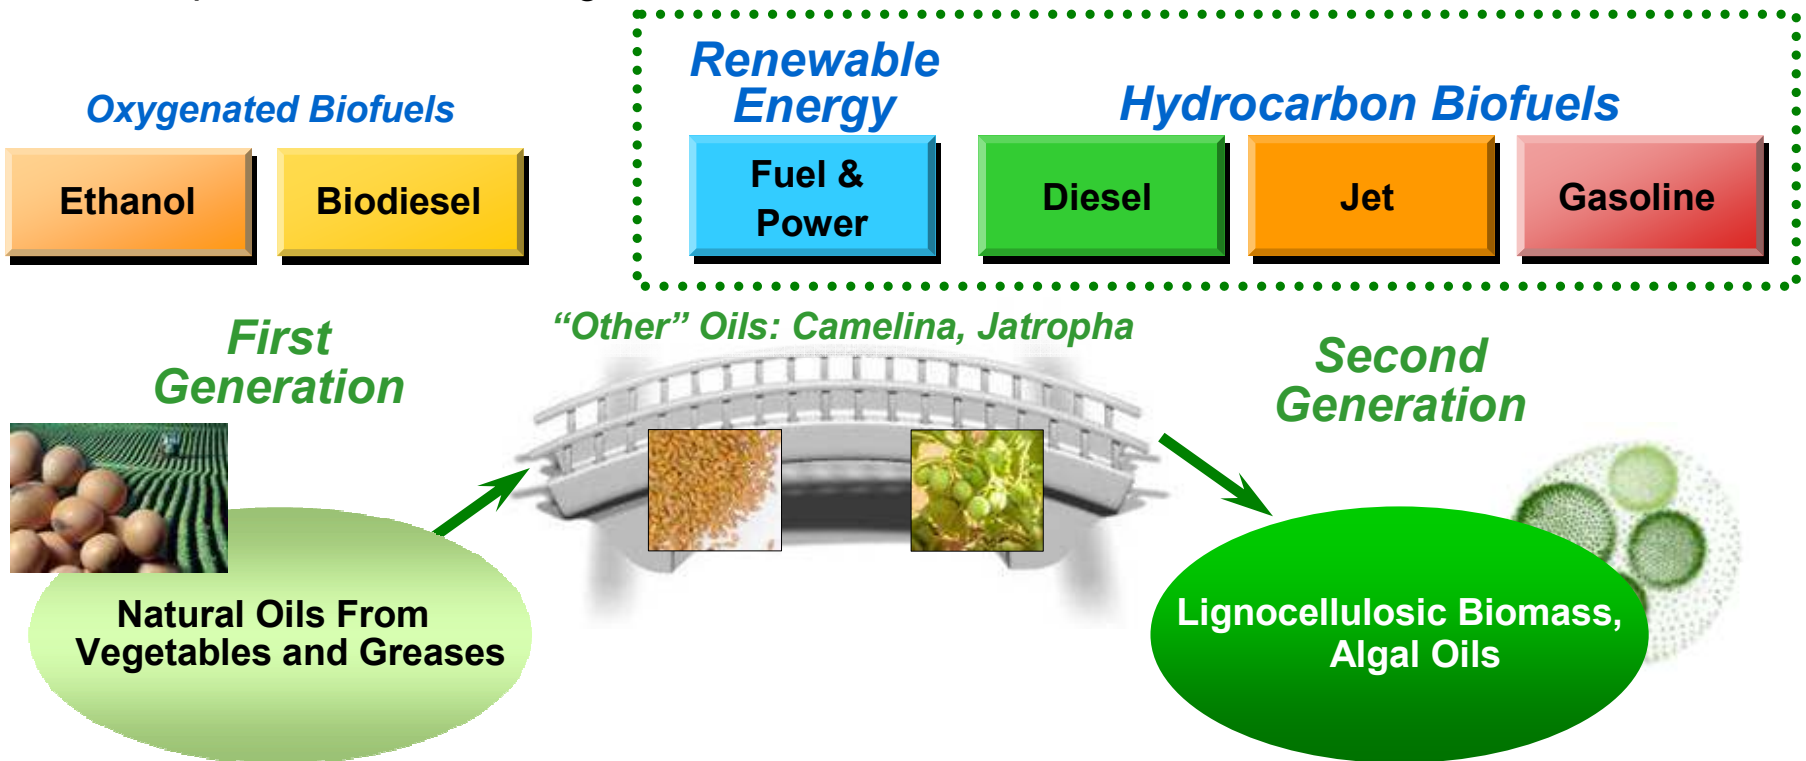 Renewable
Energy
Oxygenated Biofuels
Hydrocarbon Biofuels
Ethanol
Biodiesel
Fuel &
Power
Diesel
Jet
Gasoline
First
Generation
“Other” Oils: Camelina, Jatropha
Second
Generation
Natural Oils From
Vegetables and Greases
Lignocellulosic Biomass,
Algal Oils